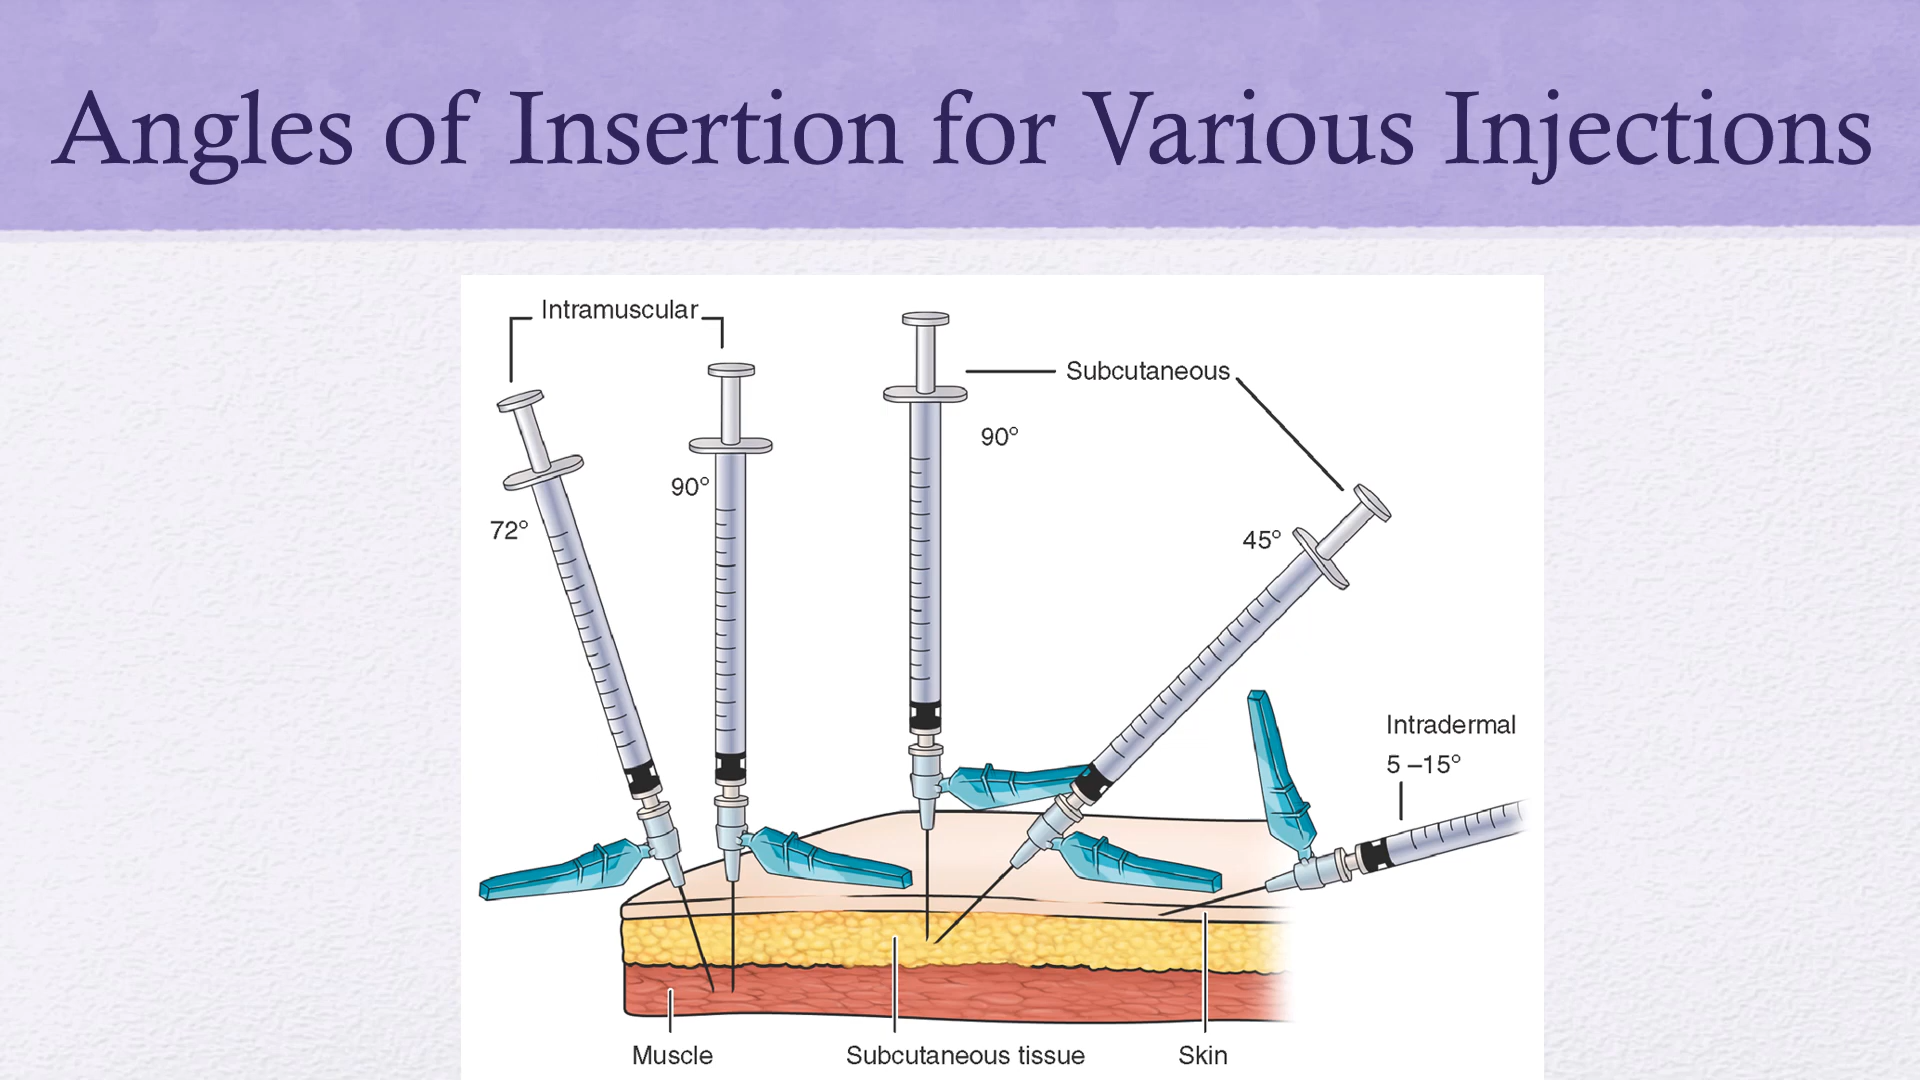 Angles of Insertion for Various Injections
Intramuscular
Subcutaneous
90°
90°
72°
45°
Intradermal
5 –15°
Muscle
Subcutaneous tissue
Skin